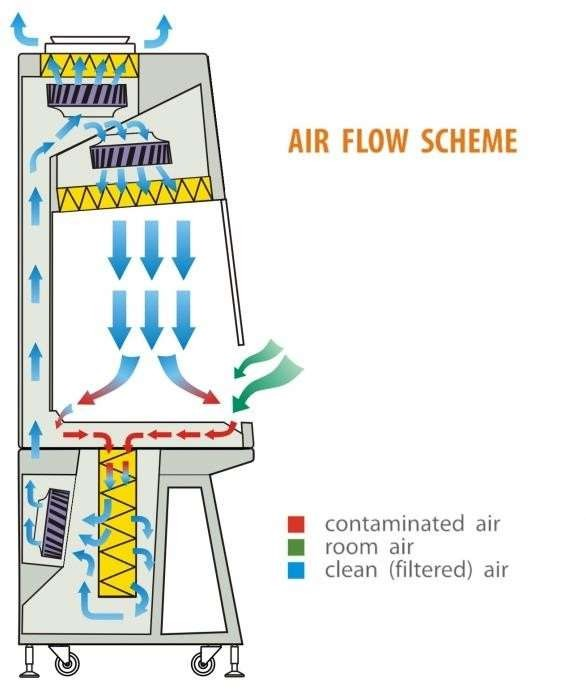 AIR FLOW SCHEME
contaminated air
room air
clean (filtered) air